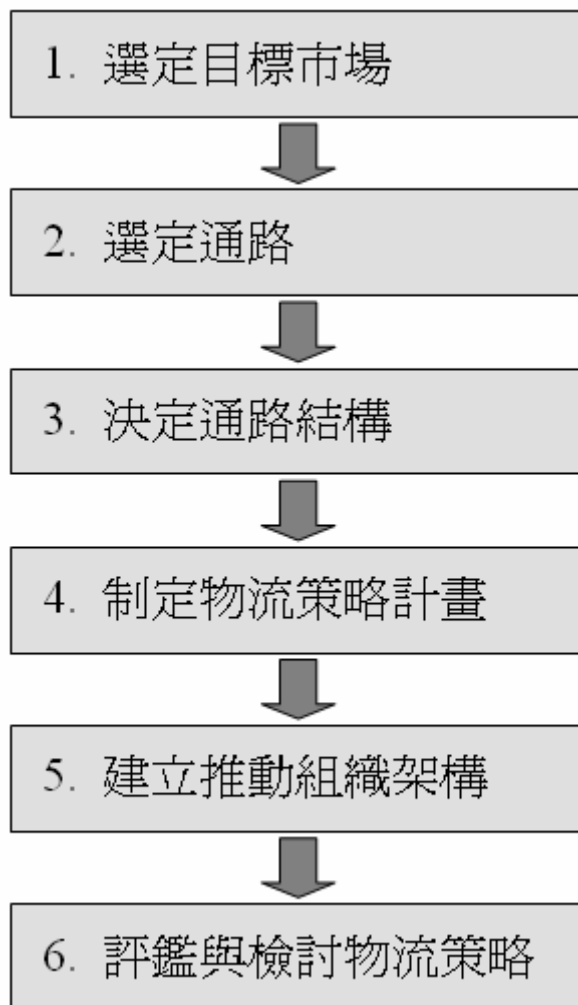 1. 選定目標市場
2. 選定通路
3. 決定通路結構
4. 制定物流策略計畫
5. 建立推動組織架構
6. 評鑑與檢討物流策略